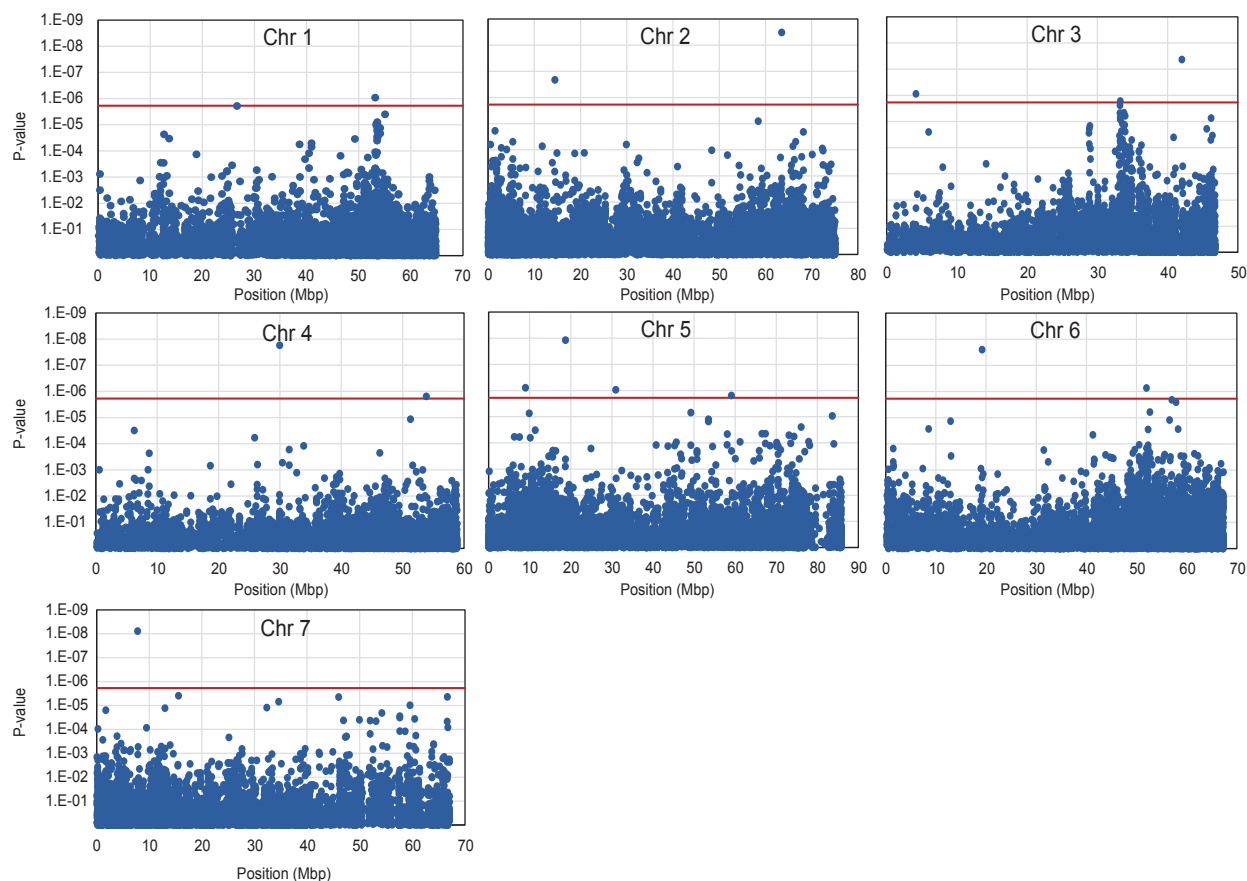 Chr 1
P-value
1.E-09
1.E-08
1.E-07
1.E-06
1.E-05
1.E-04
1.E-03
1.E-02
1.E-01
0 10 20 30 40 50 60 70
Position (Mbp)
Chr 2
0 10 20 30 40 50 60 70 80
Position (Mbp)
Chr 3
0 10 20 30 40 50
Position (Mbp)
Chr 4
P-value
1.E-09
1.E-08
1.E-07
1.E-06
1.E-05
1.E-04
1.E-03
1.E-02
1.E-01
0 10 20 30 40 50 60
Position (Mbp)
Chr 5
0 10 20 30 40 50 60 70 80 90
Position (Mbp)
Chr 6
0 10 20 30 40 50 60 70
Position (Mbp)
Chr 7
P-value
1.E-09
1.E-08
1.E-07
1.E-06
1.E-05
1.E-04
1.E-03
1.E-02
1.E-01
0 10 20 30 40 50 60 70
Position (Mbp)